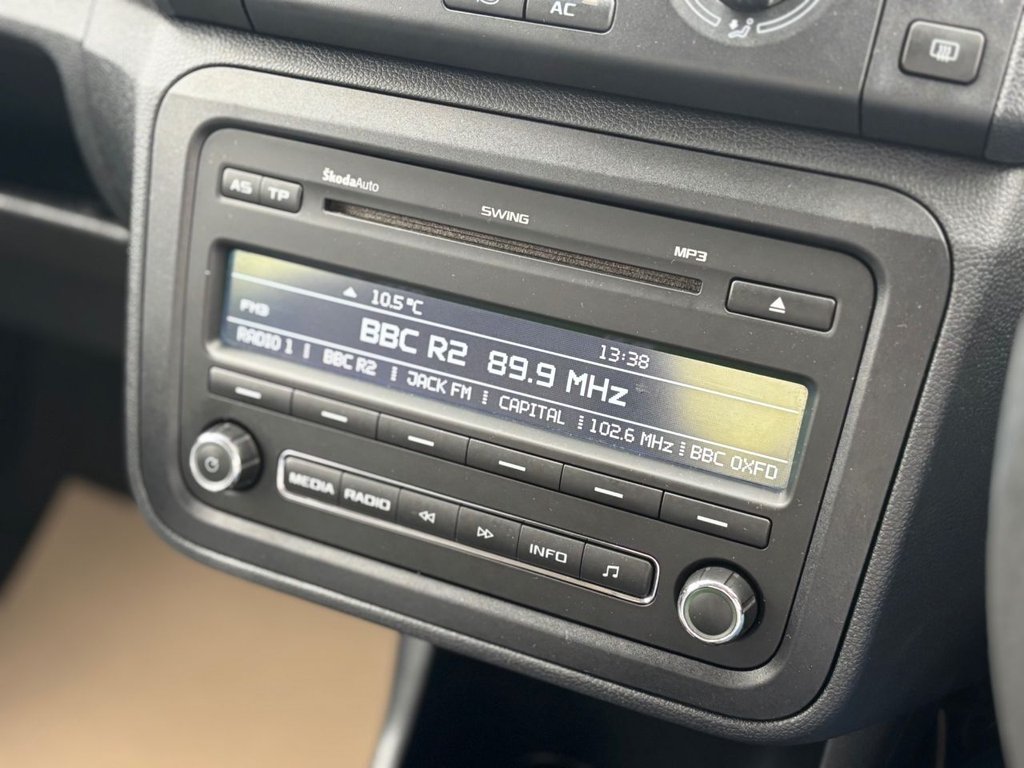 AC
ŠkodaAuto
AS TP
SWING
MP3
10.5 °C
13:38
FM3
BBC R2 89.9 MHz
RADIO 1 BBC R2 JACK FM CAPITAL 102.6 MHz BBC OXFD
MEDIA RADIO INFO